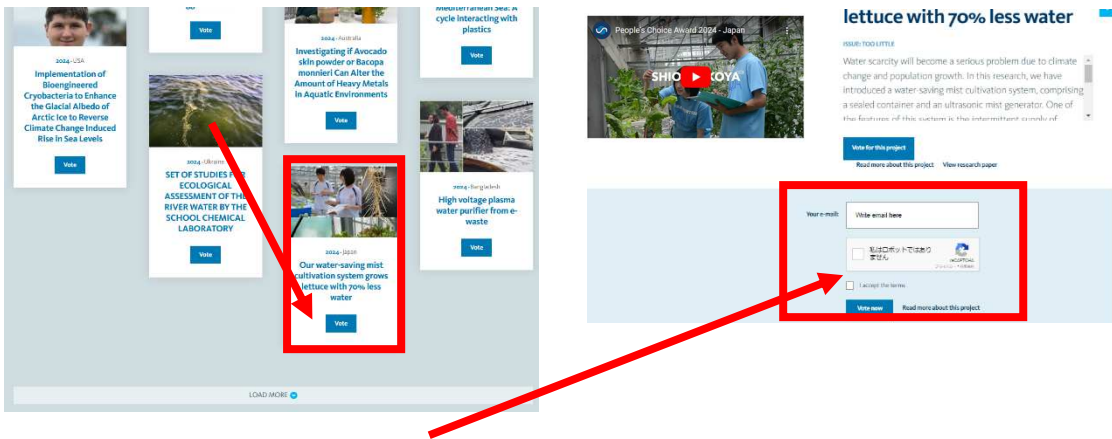 2024 - USA
Implementation of
Bioengineered
Cryobacteria to Enhance
the Glacial Albedo of
Arctic Ice to Reverse
Climate Change Induced
Rise in Sea Levels
Vote
Vote
2024 - Ukraine
SET OF STUDIES FOR
ECOLOGICAL
ASSESSMENT OF THE
RIVER WATER BY THE
SCHOOL CHEMICAL
LABORATORY
Vote
2024 - Australia
Investigating if Avocado
skin powder or Bacopa
monnieri Can Alter the
Amount of Heavy Metals
in Aquatic Environments
Vote
2024 - Japan
Our water-saving mist
cultivation system grows
lettuce with 70% less
water
Vote
Mediterranean Sea: A
cycle interacting with
plastics
Vote
2024 - Bangladesh
High voltage plasma
water purifier from e-
waste
Vote
LOAD MORE
People's Choice Award 2024 - Japan
lettuce with 70% less water
ISSUE: TOO LITTLE
Water scarcity will become a serious problem due to climate
change and population growth. In this research, we have
introduced a water-saving mist cultivation system, comprising
a sealed container and an ultrasonic mist generator. One of
the features of this system is the intermittent supply of
Vote for this project
Read more about this project View research paper
Your e-mail:
Write email here
私はロボットではあり
ません
reCAPTCHA
I accept the terms
Vote now
Read more about this project